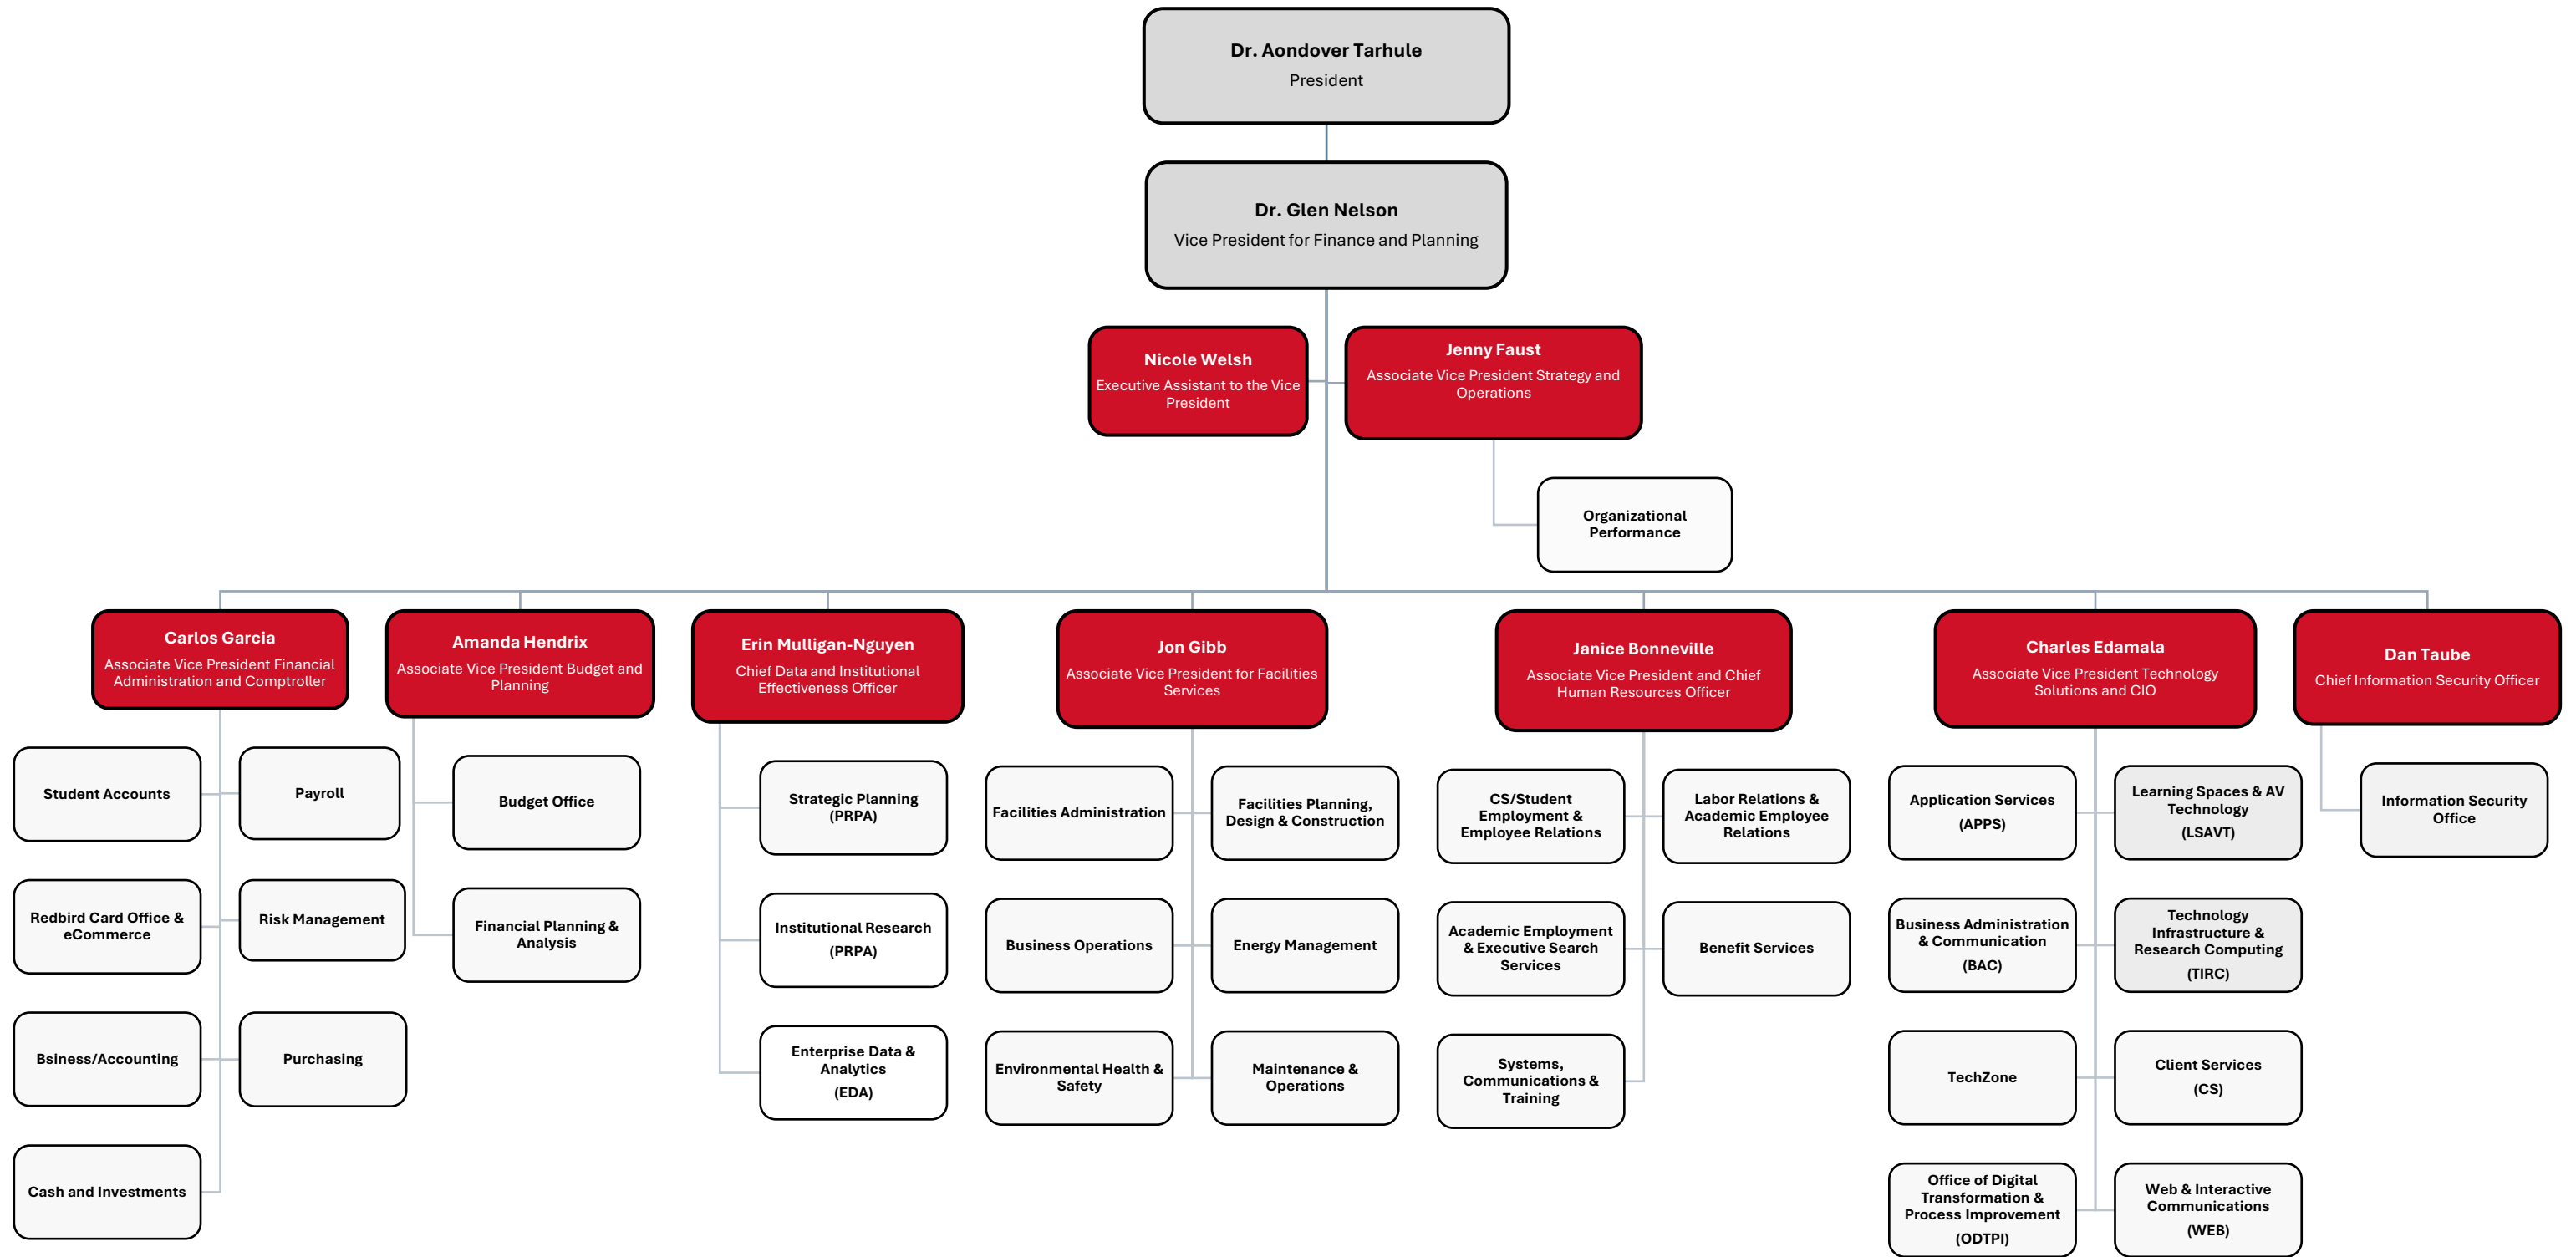 Dr. Aondover Tarhule
President
Dr. Glen Nelson
Vice President for Finance and Planning
Nicole Welsh
Executive Assistant to the Vice
President
Jenny Faust
Associate Vice President Strategy and
Operations
Organizational
Performance
Carlos Garcia
Associate Vice President Financial
Administration and Comptroller
Student Accounts
Payroll
Redbird Card Office &
eCommerce
Risk Management
Bsiness/Accounting
Purchasing
Cash and Investments
Amanda Hendrix
Associate Vice President Budget and
Planning
Budget Office
Financial Planning &
Analysis
Erin Mulligan-Nguyen
Chief Data and Institutional
Effectiveness Officer
Strategic Planning
(PRPA)
Institutional Research
(PRPA)
Enterprise Data &
Analytics
(EDA)
Jon Gibb
Associate Vice President for Facilities
Services
Facilities Administration
Facilities Planning,
Design & Construction
Business Operations
Energy Management
Environmental Health &
Safety
Maintenance &
Operations
Janice Bonneville
Associate Vice President and Chief
Human Resources Officer
CS/Student
Employment &
Employee Relations
Labor Relations &
Academic Employee
Relations
Academic Employment
& Executive Search
Services
Benefit Services
Systems,
Communications &
Training
Charles Edamala
Associate Vice President Technology
Solutions and CIO
Application Services
(APPS)
Learning Spaces & AV
Technology
(LSAVT)
Business Administration
& Communication
(BAC)
Technology
Infrastructure &
Research Computing
(TIRC)
TechZone
Client Services
(CS)
Office of Digital
Transformation &
Process Improvement
(ODTPI)
Web & Interactive
Communications
(WEB)
Dan Taube
Chief Information Security Officer
Information Security
Office